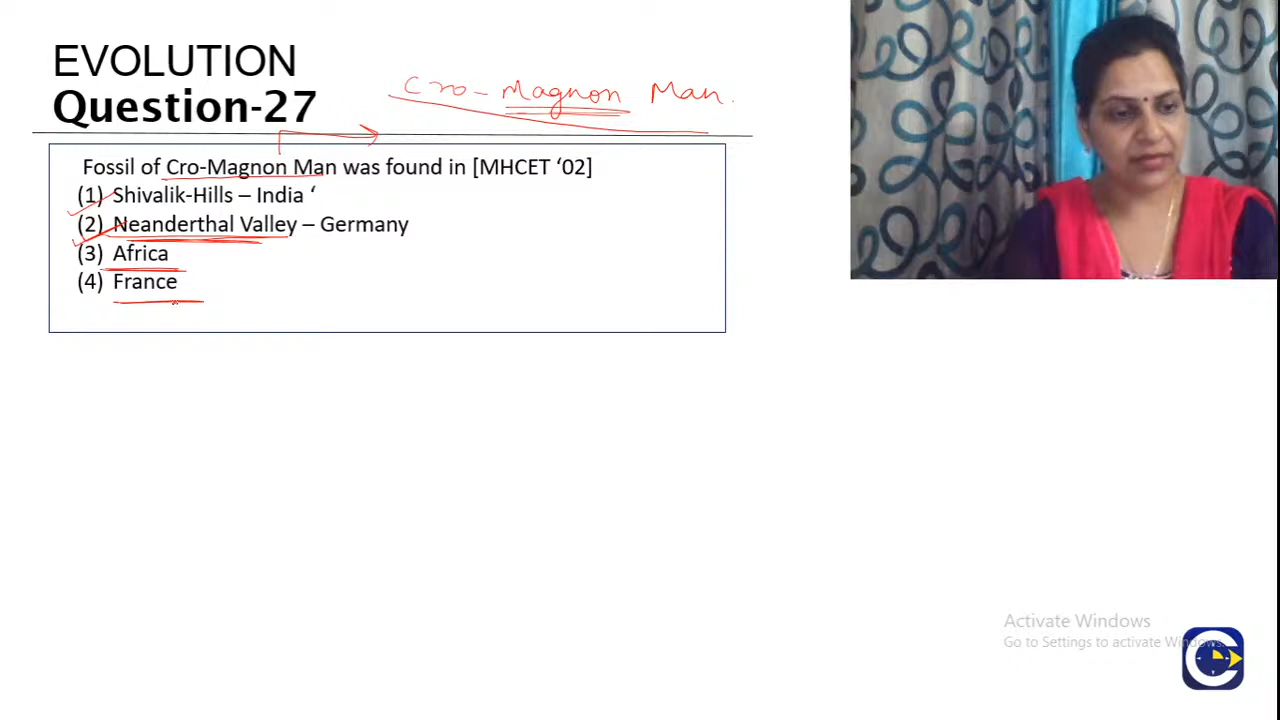 EVOLUTION
Question-27
Cro-Magnon Man.
Fossil of Cro-Magnon Man was found in [MHCET ‘02]
(1) Shivalik-Hills – India ‘
(2) Neanderthal Valley – Germany
(3) Africa
(4) France
Activate Windows
Go to Settings to activate Windows.